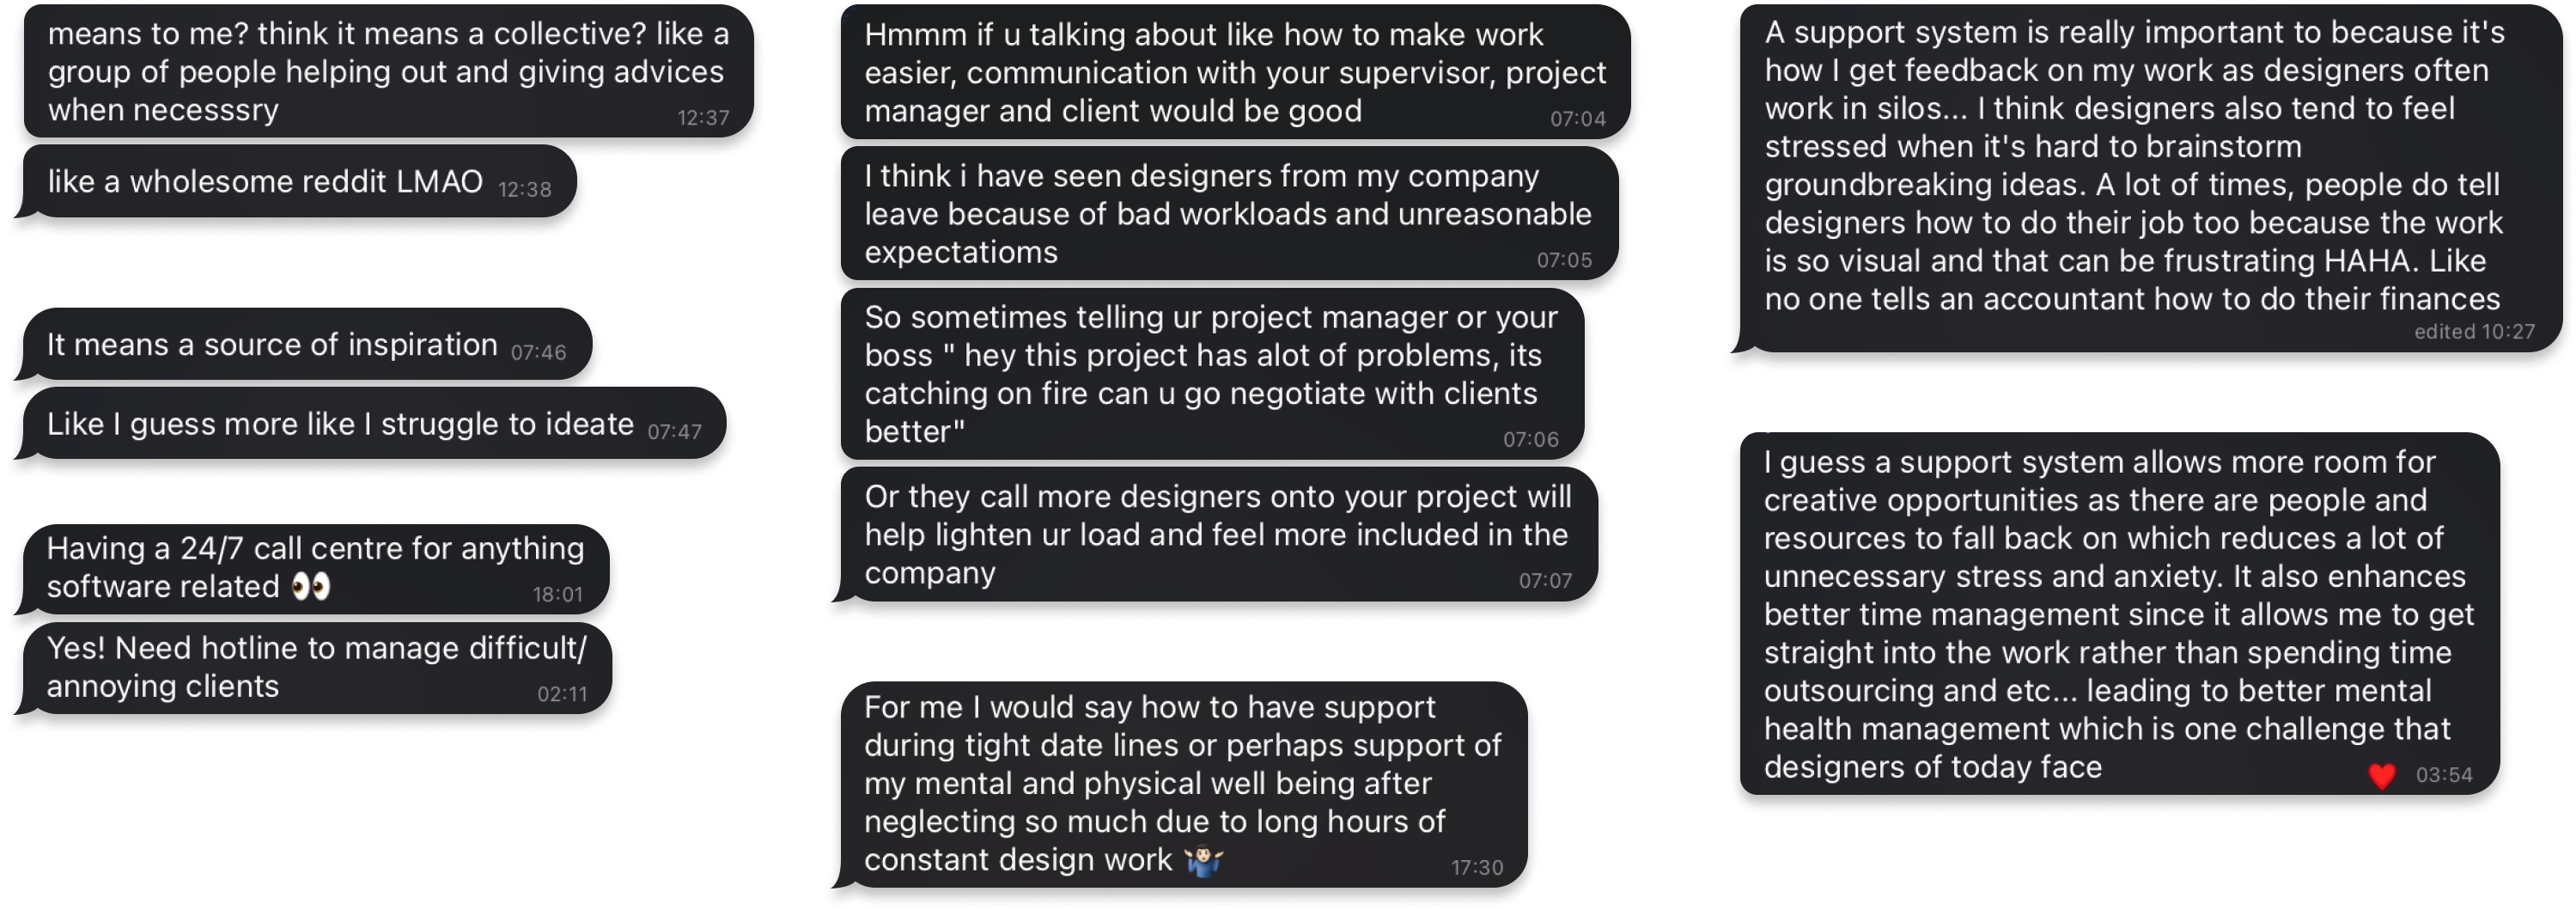 means to me? think it means a collective? like a
group of people helping out and giving advices
when necesssry 12:37
like a wholesome reddit LMAO 12:38
It means a source of inspiration 07:46
Like I guess more like I struggle to ideate 07:47
Having a 24/7 call centre for anything
software related 👀 18:01
Yes! Need hotline to manage difficult/
annoying clients 02:11
Hmmm if u talking about like how to make work
easier, communication with your supervisor, project
manager and client would be good 07:04
I think i have seen designers from my company
leave because of bad workloads and unreasonable
expectatioms 07:05
So sometimes telling ur project manager or your
boss " hey this project has alot of problems, its
catching on fire can u go negotiate with clients
better" 07:06
Or they call more designers onto your project will
help lighten ur load and feel more included in the
company 07:07
For me I would say how to have support
during tight date lines or perhaps support of
my mental and physical well being after
neglecting so much due to long hours of
constant design work 🤷🏻‍♂️ 17:30
A support system is really important to because it's
how I get feedback on my work as designers often
work in silos... I think designers also tend to feel
stressed when it's hard to brainstorm
groundbreaking ideas. A lot of times, people do tell
designers how to do their job too because the work
is so visual and that can be frustrating HAHA. Like
no one tells an accountant how to do their finances
edited 10:27
I guess a support system allows more room for
creative opportunities as there are people and
resources to fall back on which reduces a lot of
unnecessary stress and anxiety. It also enhances
better time management since it allows me to get
straight into the work rather than spending time
outsourcing and etc... leading to better mental
health management which is one challenge that
designers of today face ❤️ 03:54